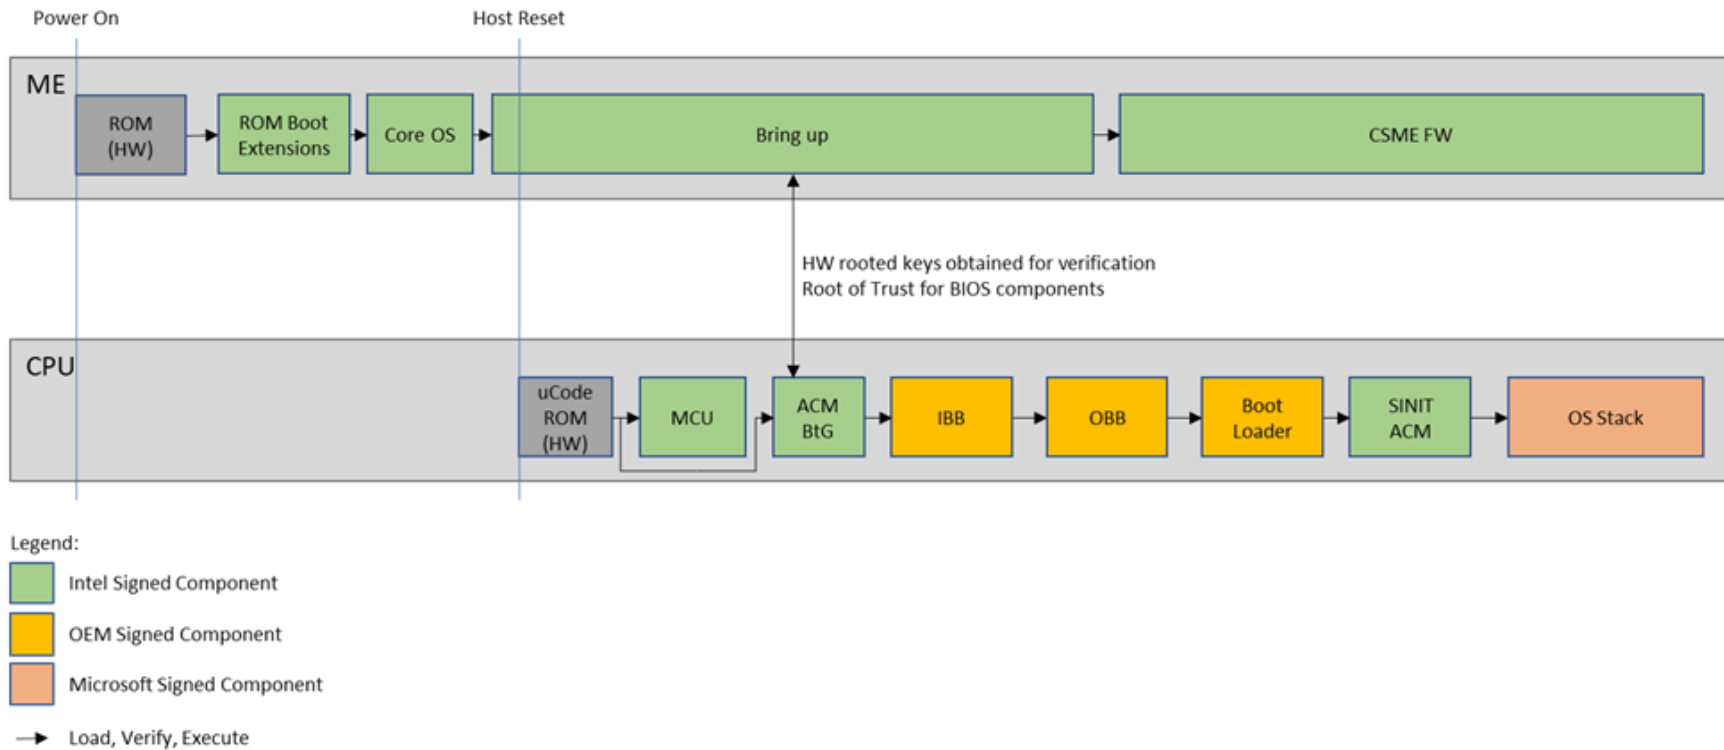 Power On
Host Reset
ME
ROM
(HW)
ROM Boot
Extensions
Core OS
Bring up
CSME FW
HW rooted keys obtained for verification
Root of Trust for BIOS components
CPU
uCode
ROM
(HW)
MCU
ACM
BtG
IBB
OBB
Boot
Loader
SINIT
ACM
OS Stack
Legend:
Intel Signed Component
OEM Signed Component
Microsoft Signed Component
Load, Verify, Execute